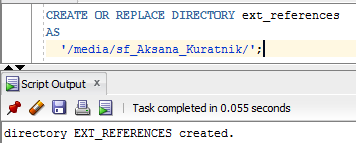 CREATE OR REPLACE DIRECTORY ext_references
AS
'/media/sf_Aksana_Kuratnik/';
Script Output x
Task completed in 0.055 seconds
directory EXT_REFERENCES created.